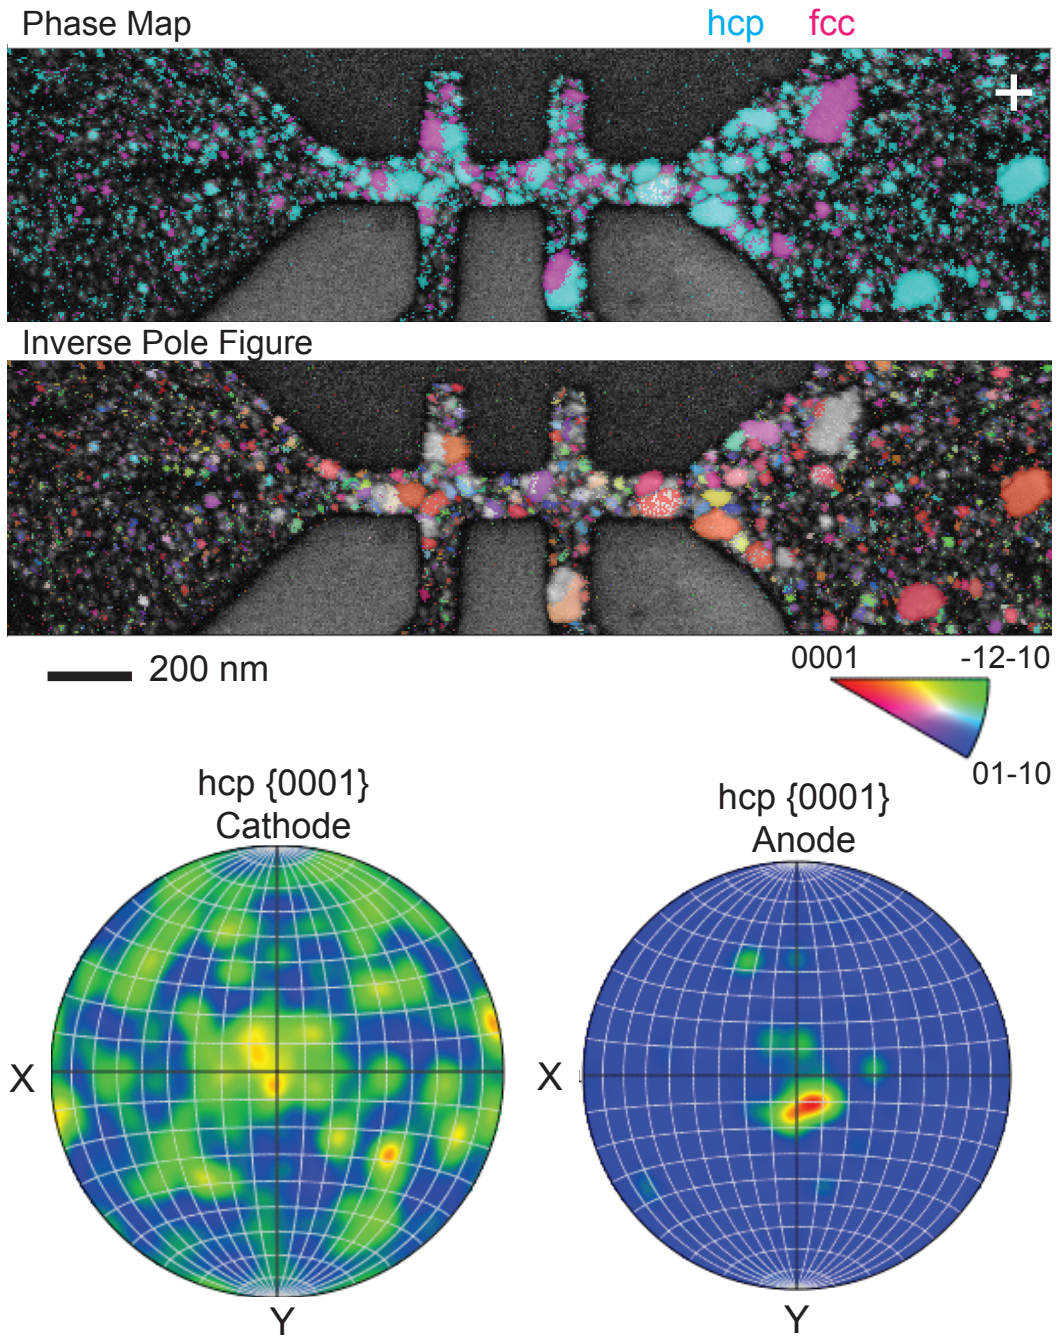 Phase Map hcp fcc
+
Inverse Pole Figure
200 nm
0001 -12-10
01-10
hcp {0001}
Cathode
hcp {0001}
Anode
X
X
Y
Y